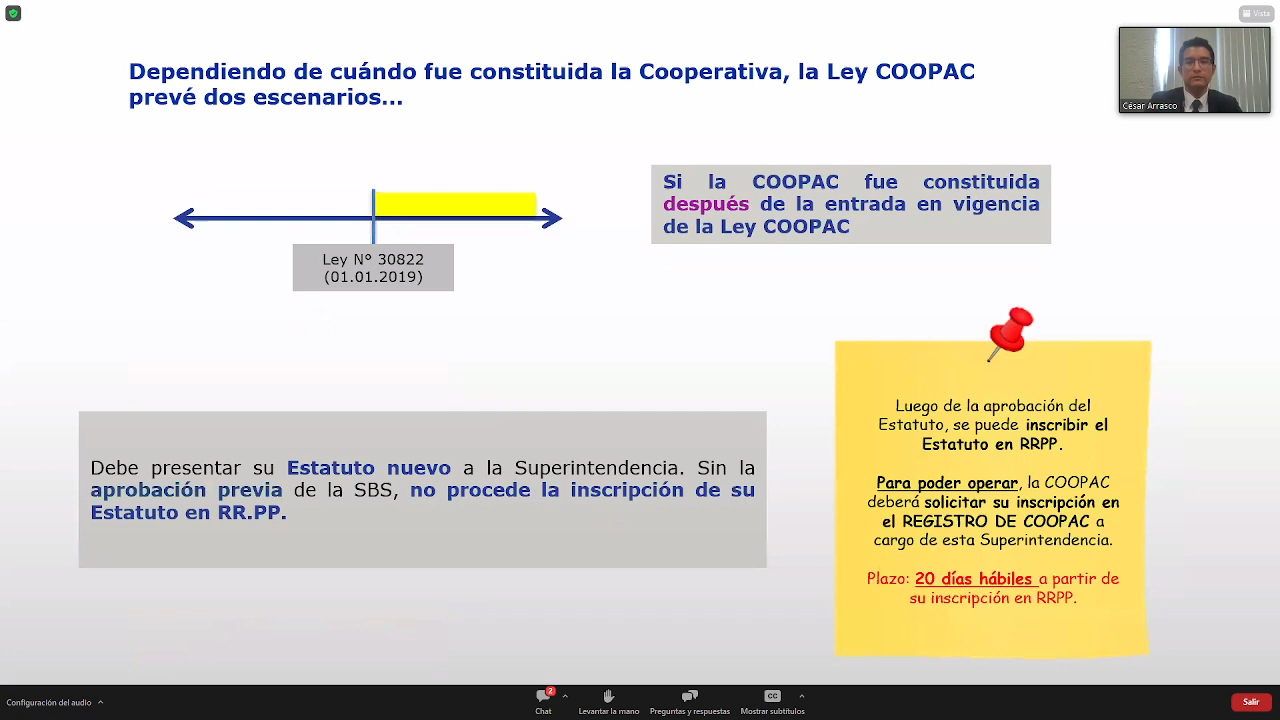 Vista
Dependiendo de cuándo fue constituida la Cooperativa, la Ley COOPAC
prevé dos escenarios...
César Arrasco
Si la COOPAC fue constituida
después de la entrada en vigencia
de la Ley COOPAC
Ley N° 30822
(01.01.2019)
Debe presentar su Estatuto nuevo a la Superintendencia. Sin la
aprobación previa de la SBS, no procede la inscripción de su
Estatuto en RR.PP.
Luego de la aprobación del
Estatuto, se puede inscribir el
Estatuto en RRPP.
Para poder operar, la COOPAC
deberá solicitar su inscripción en
el REGISTRO DE COOPAC a
cargo de esta Superintendencia.
Plazo: 20 días hábiles a partir de
su inscripción en RRPP.
Configuración del audio
2
CC
Chat
Levantar la mano
Preguntas y respuestas
Mostrar subtítulos
Salir